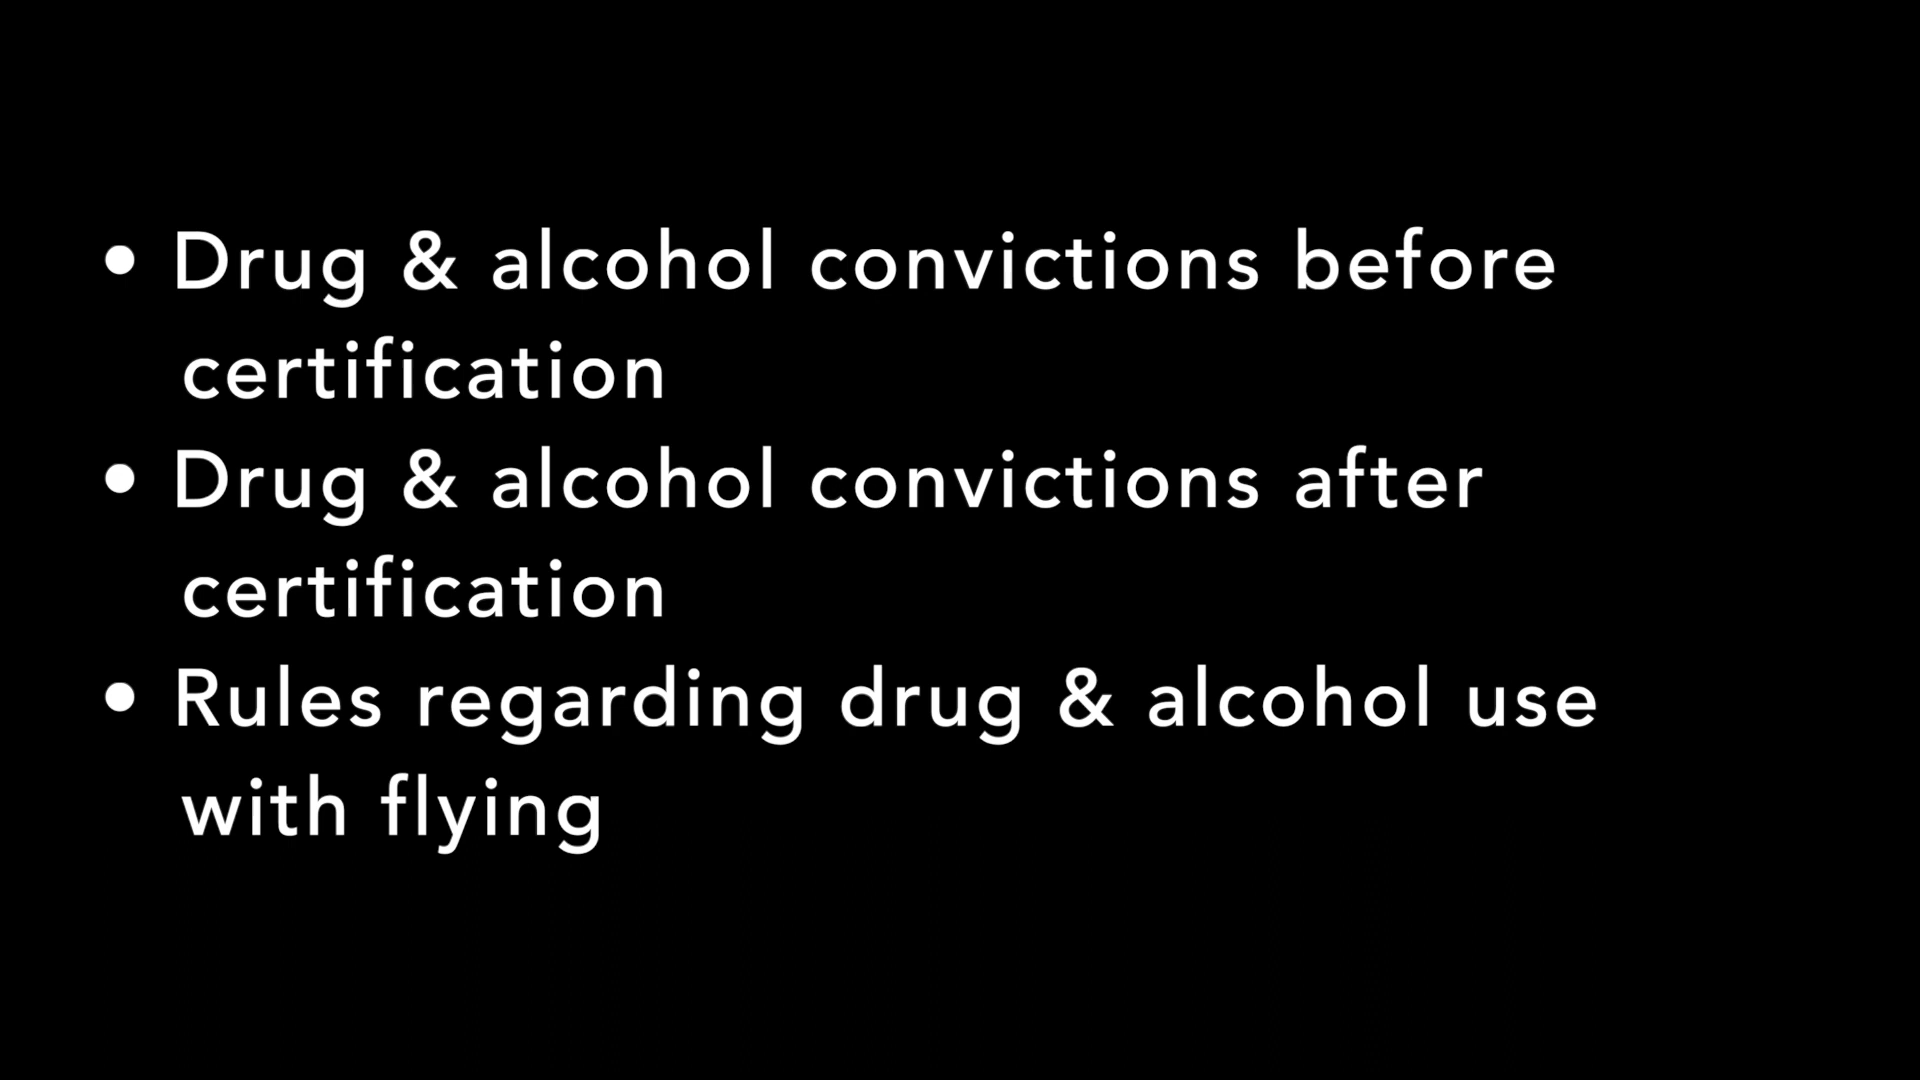 • Drug & alcohol convictions before
certification
• Drug & alcohol convictions after
certification
• Rules regarding drug & alcohol use
with flying